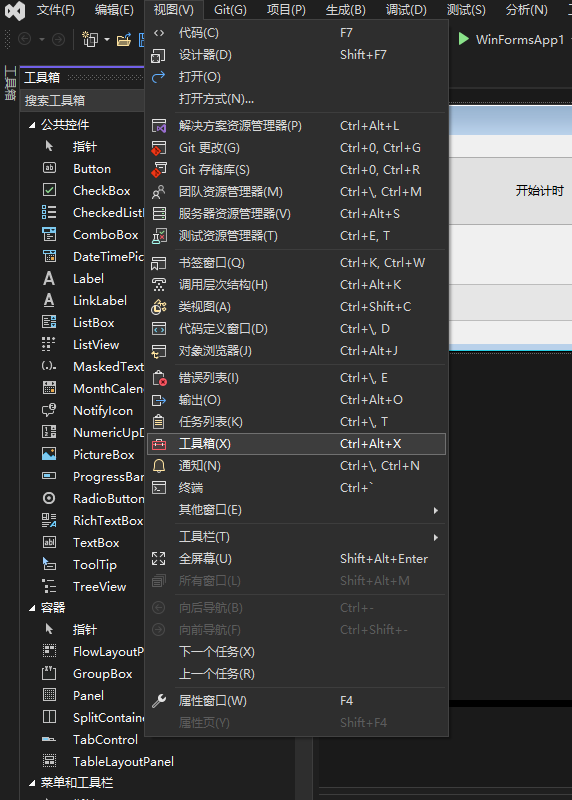 文件(F) 视图(V) Git(G) 项目(P) 生成(B) 调试(D) 测试(S) 分析(N)
WinFormsApp1
工具箱
工具箱
搜索工具箱
公共控件
指针
Button
CheckBox
CheckedListB
ComboBox
DateTimePic
Label
LinkLabel
ListBox
ListView
MaskedText
MonthCalen
NotifyIcon
NumericUpD
PictureBox
ProgressBar
RadioButton
RichTextBox
TextBox
ToolTip
TreeView
容器
指针
FlowLayoutP
GroupBox
Panel
SplitContaine
TabControl
TableLayoutPanel
菜单和工具栏
代码(C) F7
设计器(D) Shift+F7
打开(O)
打开方式(N)...
解决方案资源管理器(P) Ctrl+Alt+L
Git 更改(G) Ctrl+0, Ctrl+G
Git 存储库(S) Ctrl+0, Ctrl+R
团队资源管理器(M) Ctrl+\, Ctrl+M
服务器资源管理器(V) Ctrl+Alt+S
测试资源管理器(T) Ctrl+E, T
书签窗口(Q) Ctrl+K, Ctrl+W
调用层次结构(H) Ctrl+Alt+K
类视图(A) Ctrl+Shift+C
代码定义窗口(D) Ctrl+\, D
对象浏览器(J) Ctrl+Alt+J
错误列表(I) Ctrl+\, E
输出(O) Ctrl+Alt+O
任务列表(K) Ctrl+\, T
工具箱(X) Ctrl+Alt+X
通知(N) Ctrl+\, Ctrl+N
终端 Ctrl+`
其他窗口(E)
工具栏(T)
全屏幕(U) Shift+Alt+Enter
所有窗口(L) Shift+Alt+M
向后导航(B) Ctrl+-
向前导航(F) Ctrl+Shift+-
下一个任务(X)
上一个任务(R)
属性窗口(W) F4
属性页(Y) Shift+F4
开始计时